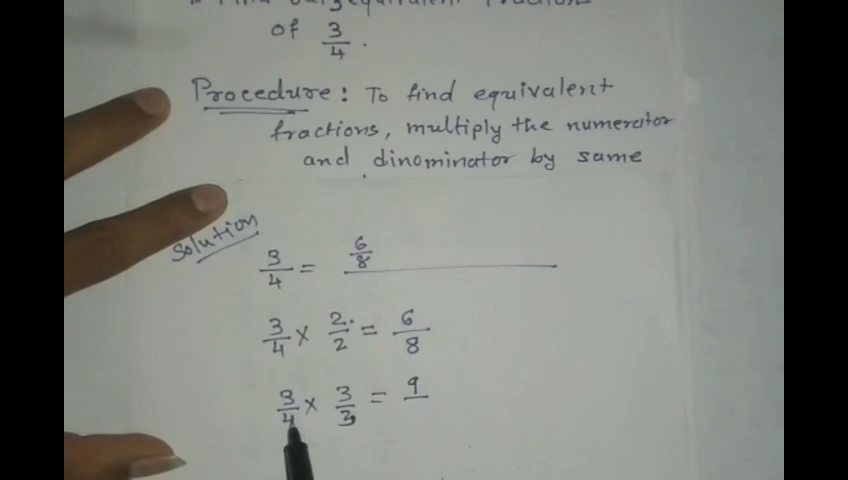 of 3/4.
Procedure: To find equivalent
fractions, multiply the numerator
and dinominator by same
Solution
3/4 = 6/8
3/4 × 2/2 = 6/8
3/4 × 3/3 = 9/